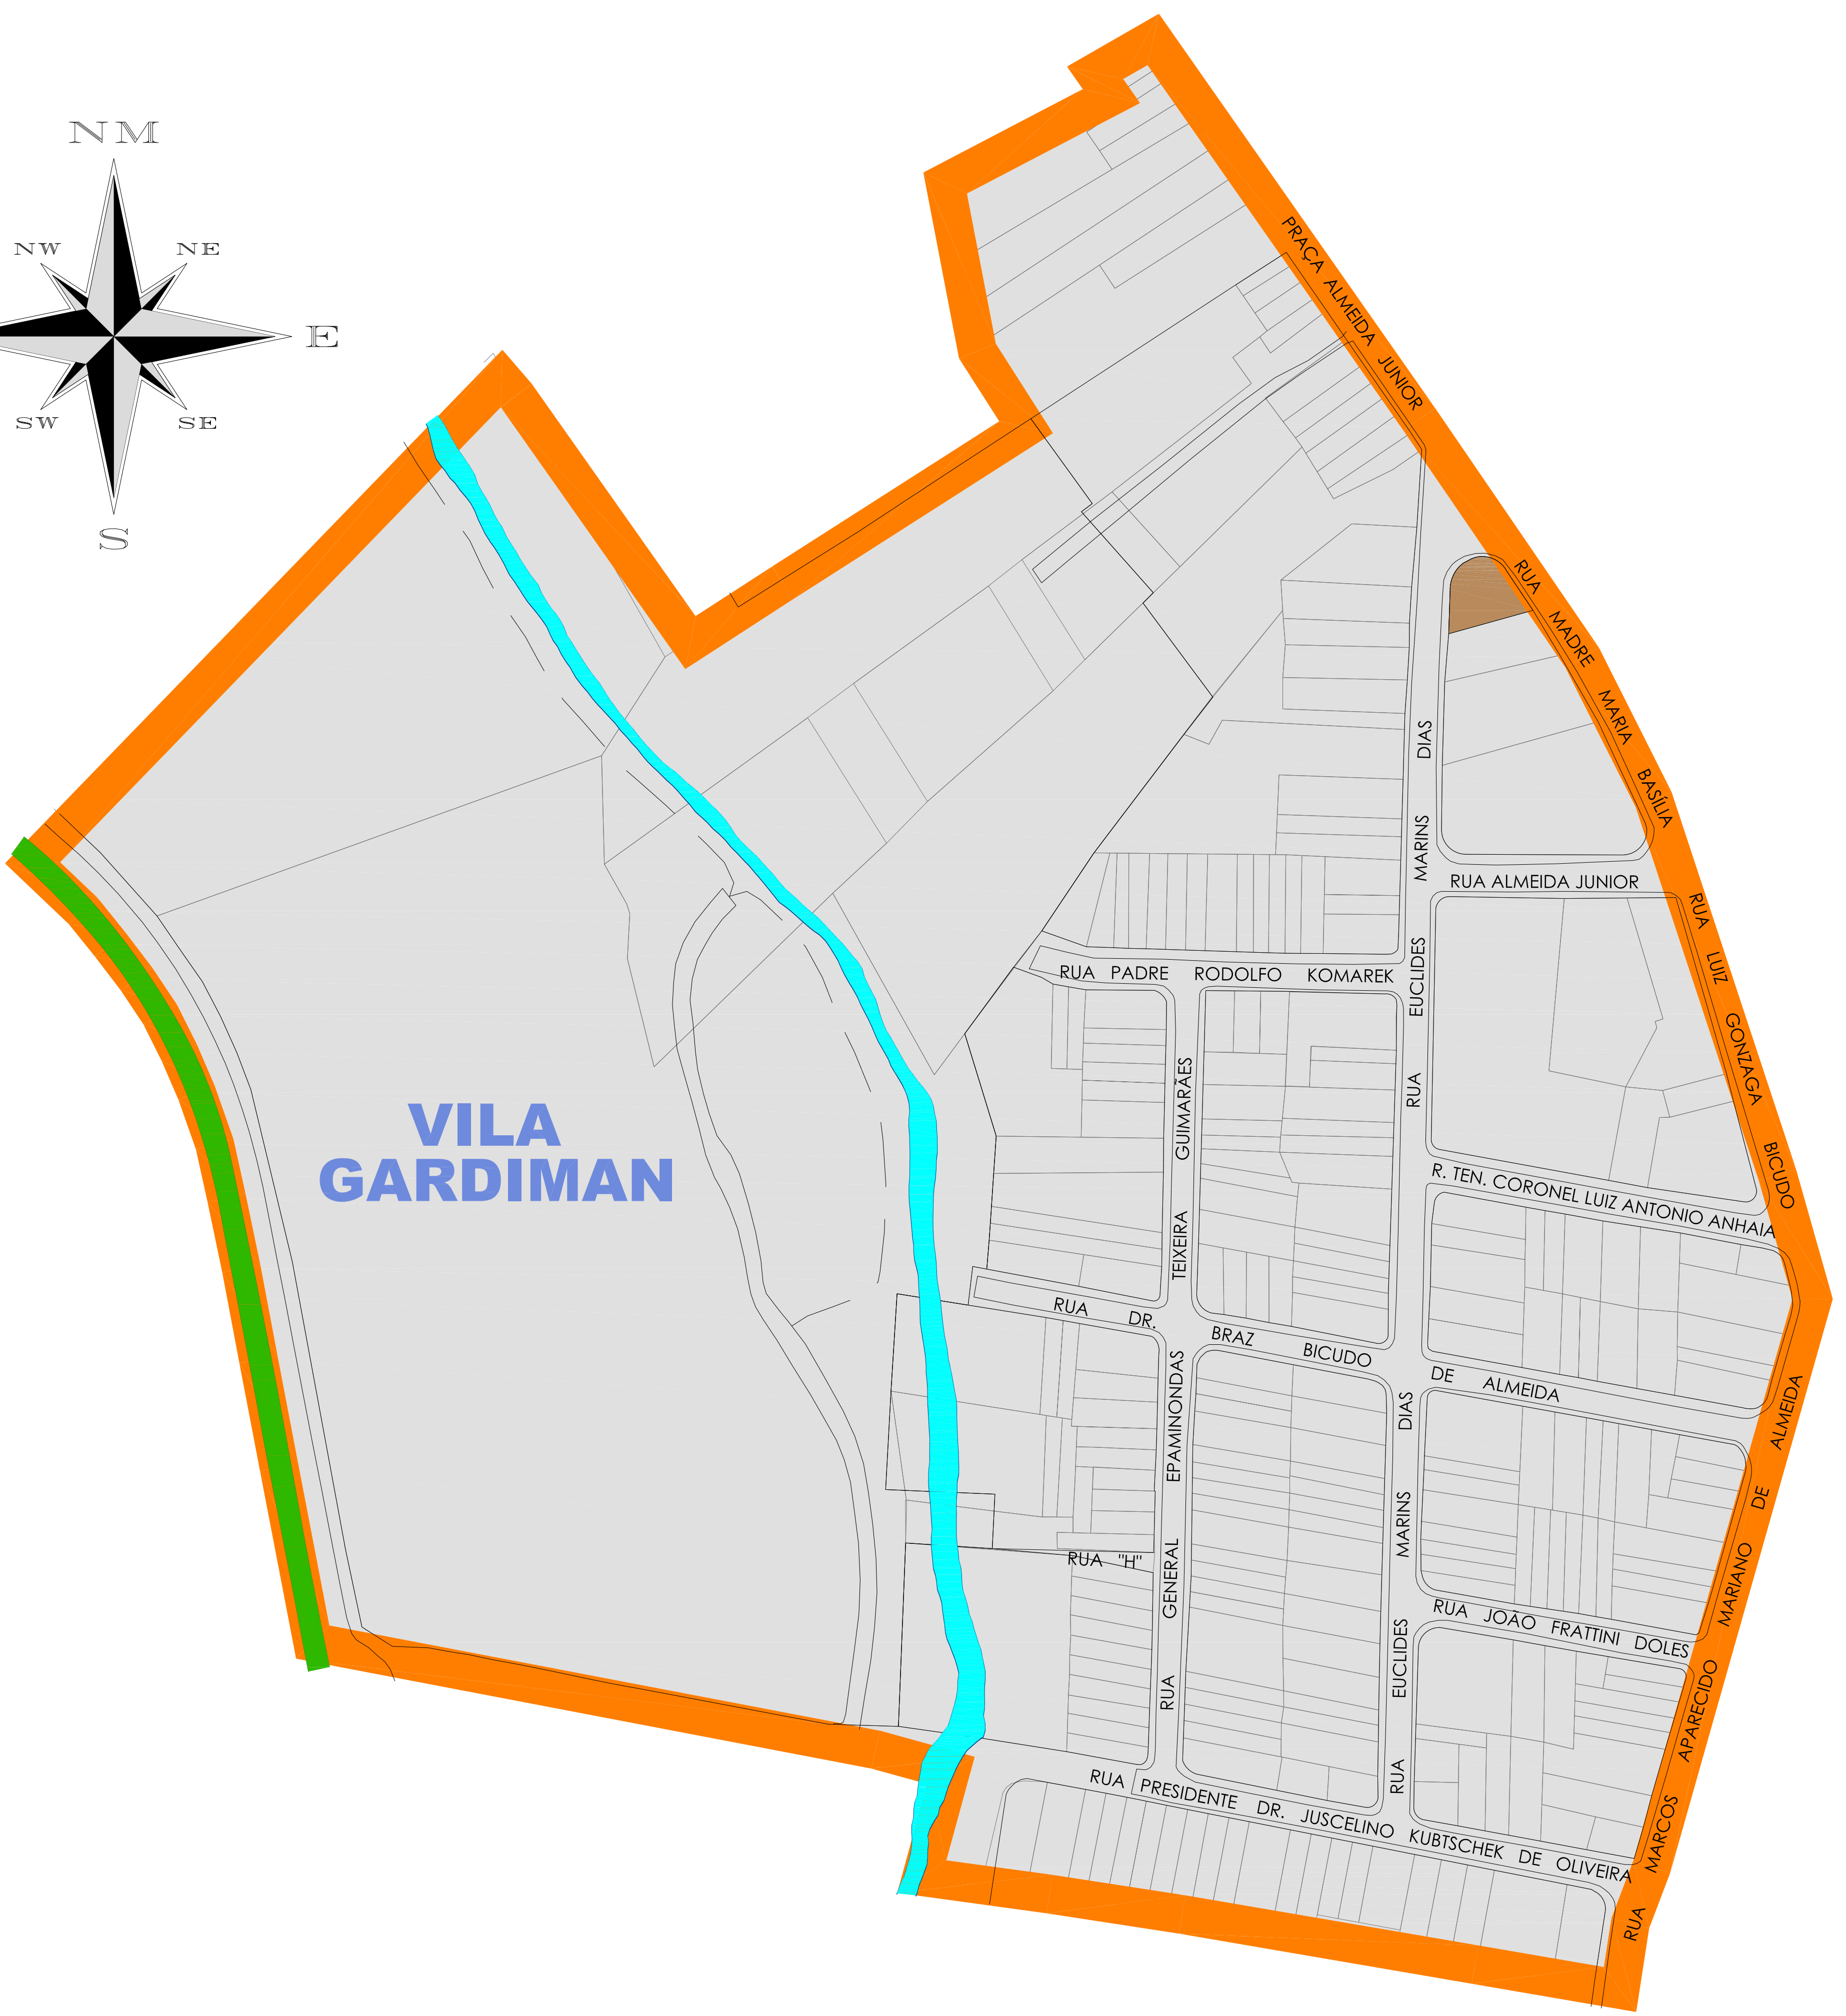 NM
NW
NE
E
SW
SE
S
PRAÇA ALMEIDA JUNIOR
RUA MADRE MARIA BASÍLIA
RUA EUCLIDES MARINS DIAS
RUA ALMEIDA JUNIOR
RUA LUIZ GONZAGA BICUDO
RUA PADRE RODOLFO KOMAREK
VILA
GARDIMAN
R. TEN. CORONEL LUIZ ANTONIO ANHAIA
RUA DR. BRAZ BICUDO DE ALMEIDA
RUA GENERAL EPAMINONDAS TEIXEIRA GUIMARÃES
RUA EUCLIDES MARINS DIAS
RUA "H"
RUA JOÃO FRATTINI DOLES
RUA MARCOS APARECIDO MARIANO DE ALMEIDA
RUA PRESIDENTE DR. JUSCELINO KUBTSCHEK DE OLIVEIRA